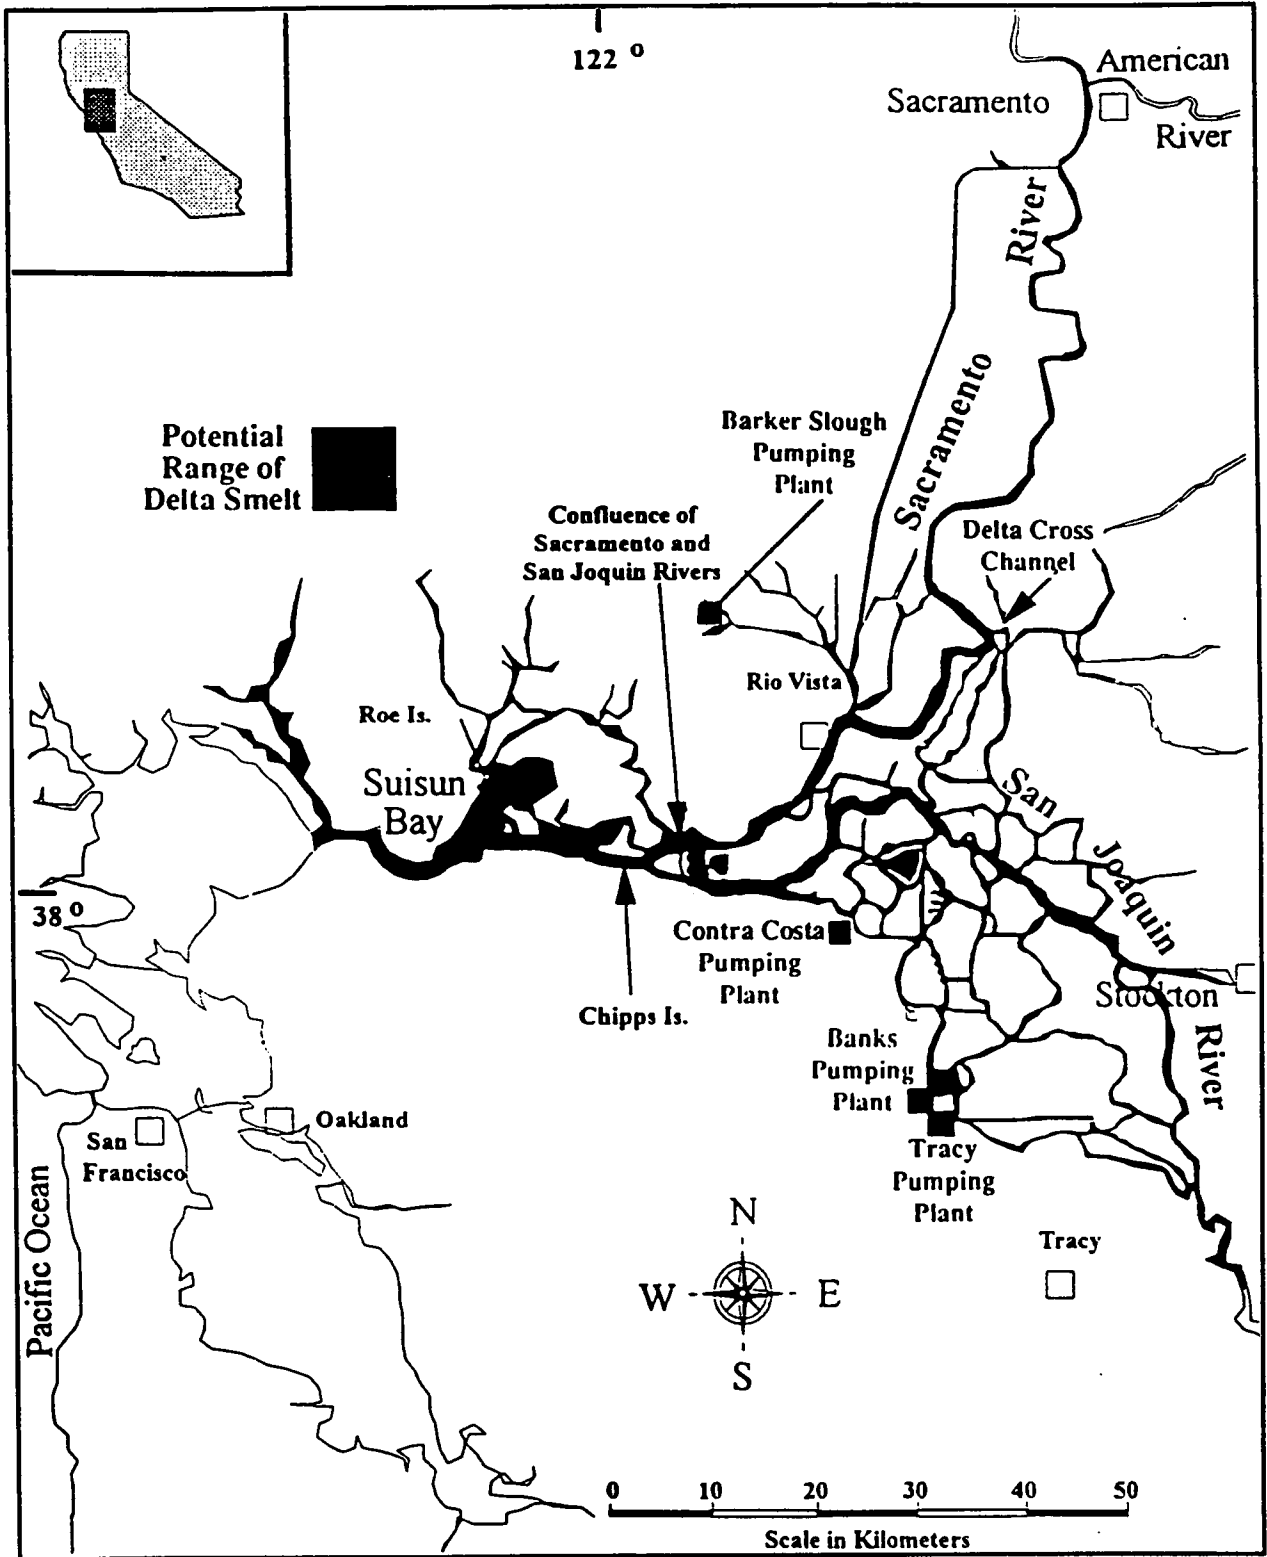 122 °
American
River
Sacramento
River
Sacramento
Barker Slough
Pumping
Plant
Potential
Range of
Delta Smelt
Confluence of
Sacramento and
San Joquin Rivers
Delta Cross
Channel
Rio Vista
Roe Is.
Suisun
Bay
San
Joaquin
River
38 °
Contra Costa
Pumping
Plant
Chipps Is.
Stockton
Banks
Pumping
Plant
Oakland
San
Francisco
Tracy
Pumping
Plant
Pacific Ocean
Tracy
N
W
E
S
0 10 20 30 40 50
Scale in Kilometers